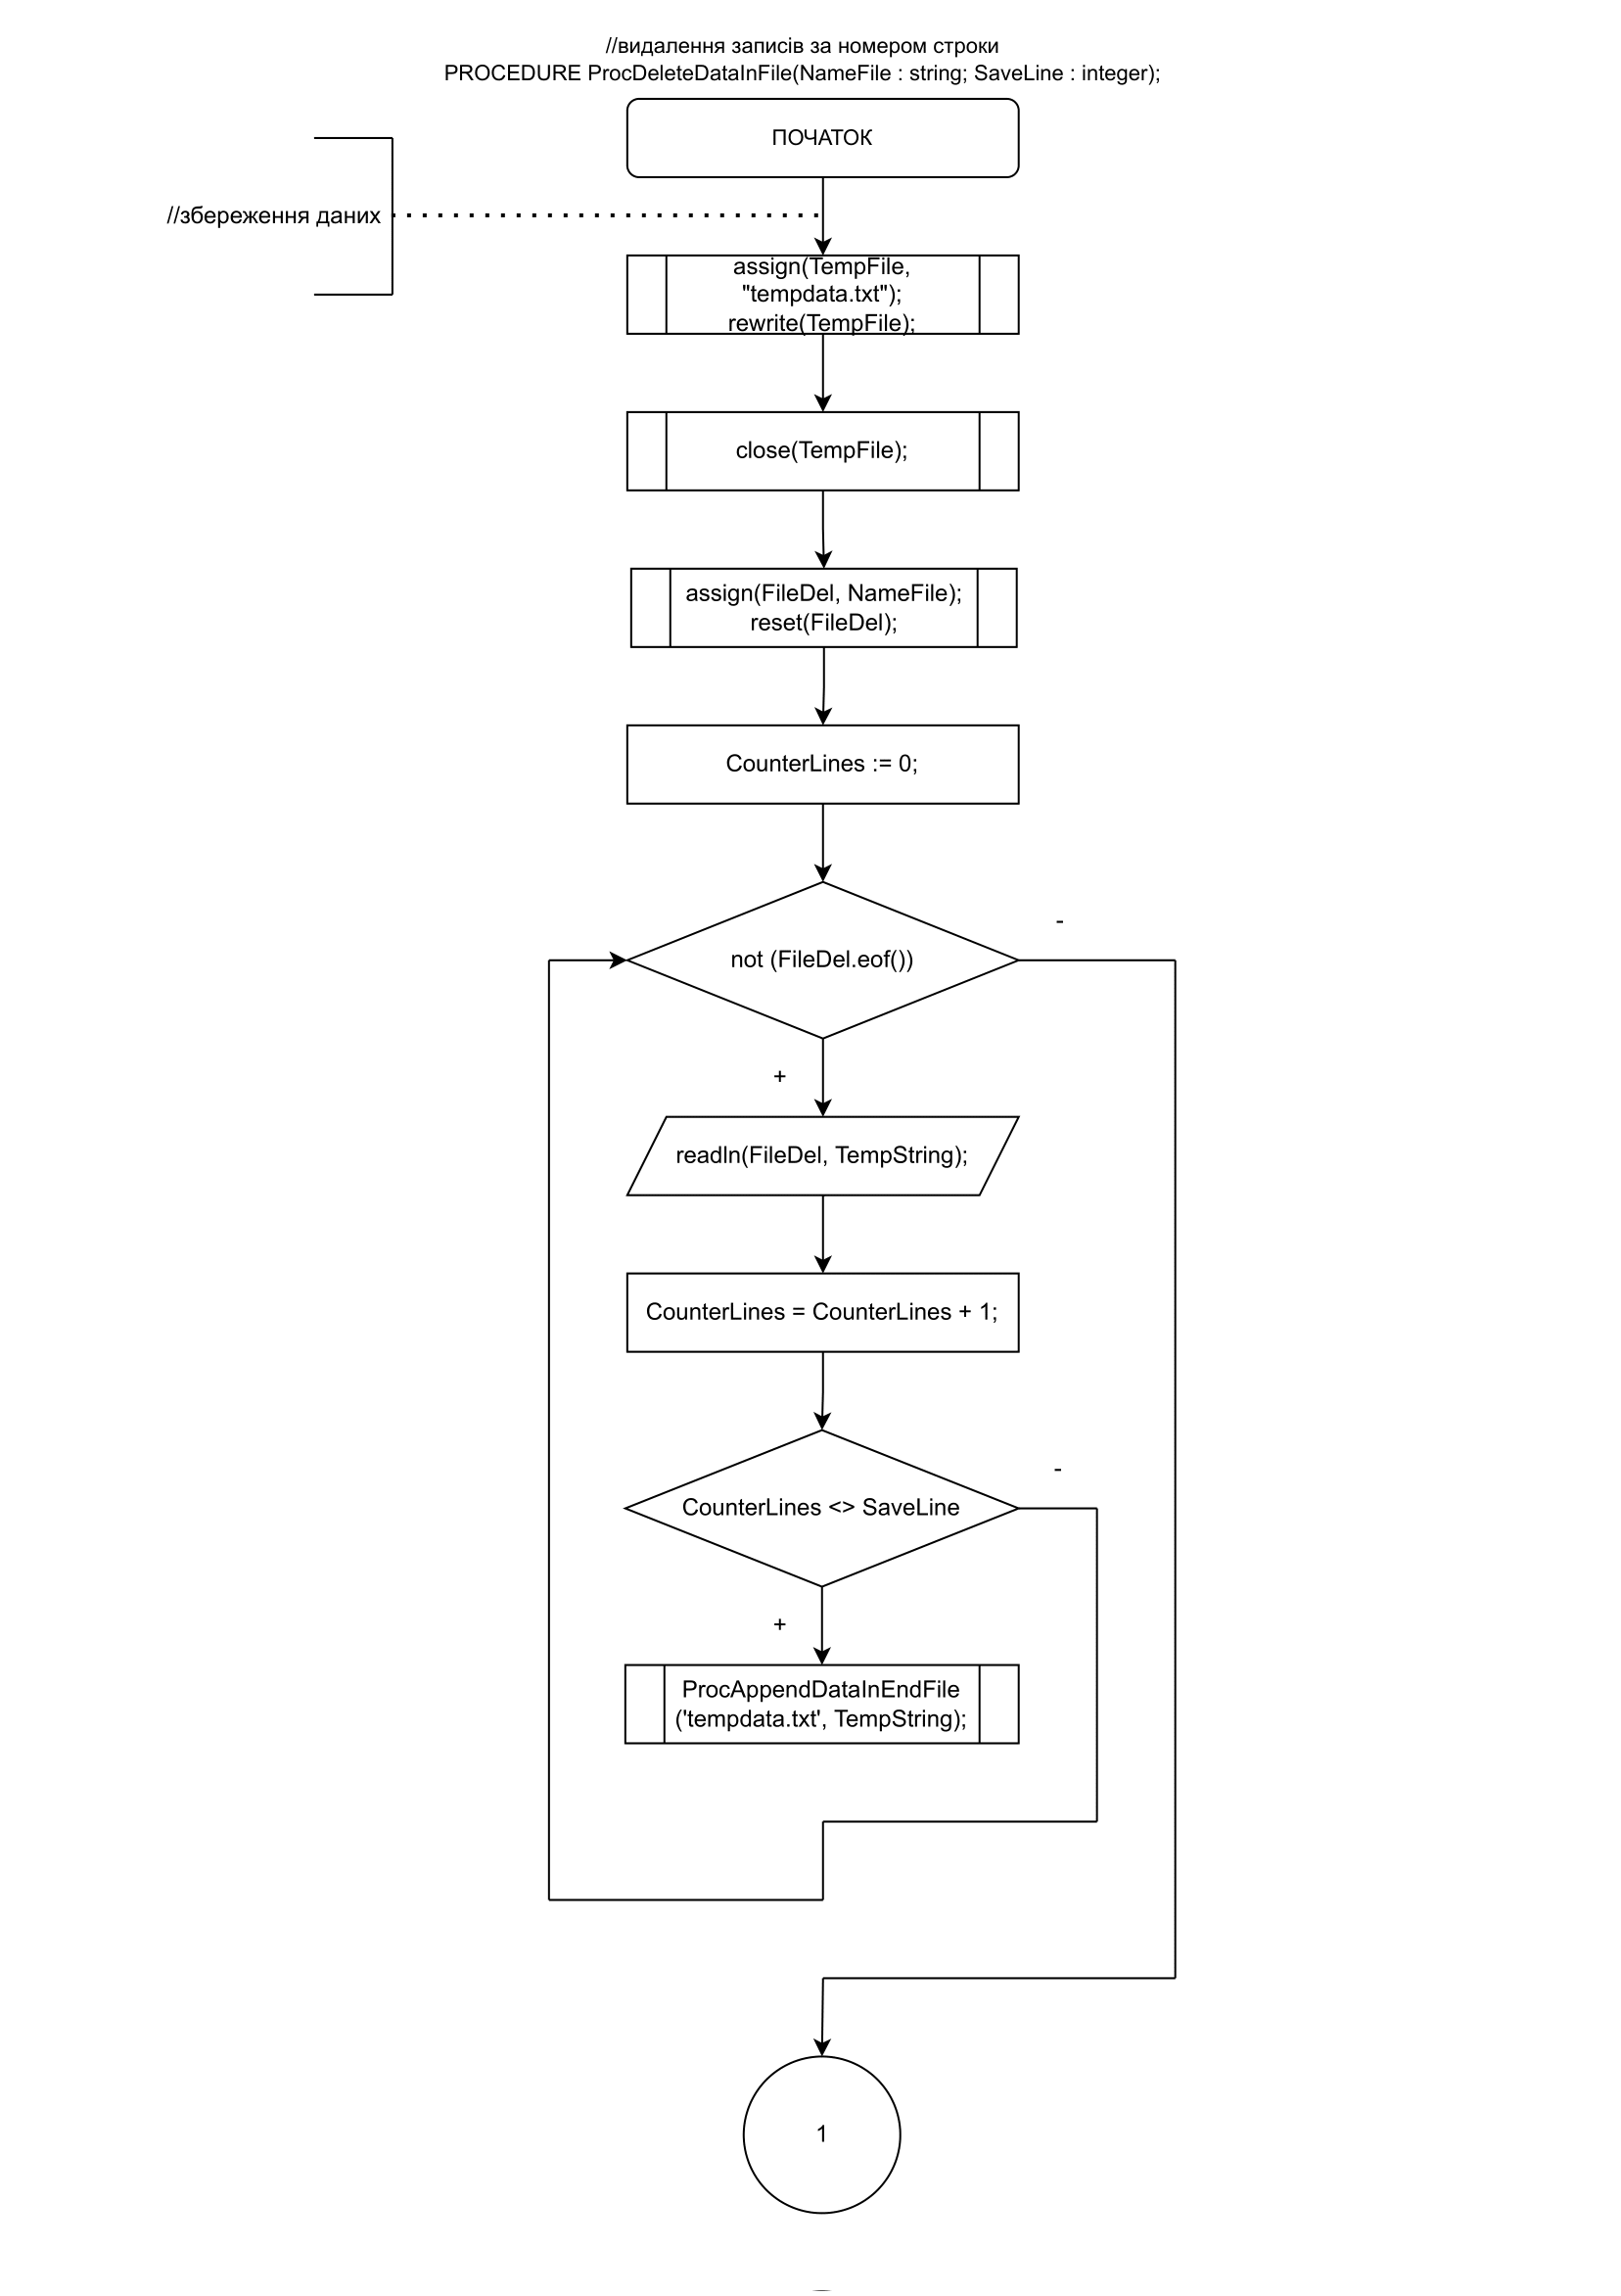 //видалення записів за номером строки
PROCEDURE ProcDeleteDataInFile(NameFile : string; SaveLine : integer);
ПОЧАТОК
//збереження даних
assign(TempFile,
"tempdata.txt");
rewrite(TempFile);
close(TempFile);
assign(FileDel, NameFile);
reset(FileDel);
CounterLines := 0;
-
not (FileDel.eof())
+
readln(FileDel, TempString);
CounterLines = CounterLines + 1;
-
CounterLines <> SaveLine
+
ProcAppendDataInEndFile
('tempdata.txt', TempString);
1